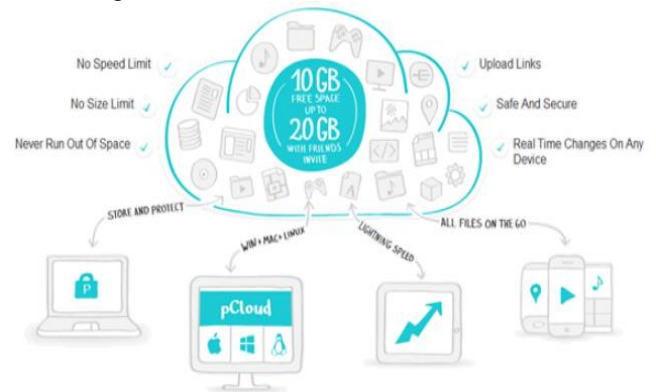 No Speed Limit
No Size Limit
Never Run Out Of Space
10 GB
FREE SPACE
UP TO
20 GB
WITH FRIENDS
INVITE
Upload Links
Safe And Secure
Real Time Changes On Any
Device
STORE AND PROTECT
WIN+MAC+LINUX
LIGHTNING SPEED
ALL FILES ON THE GO
P
pCloud
A